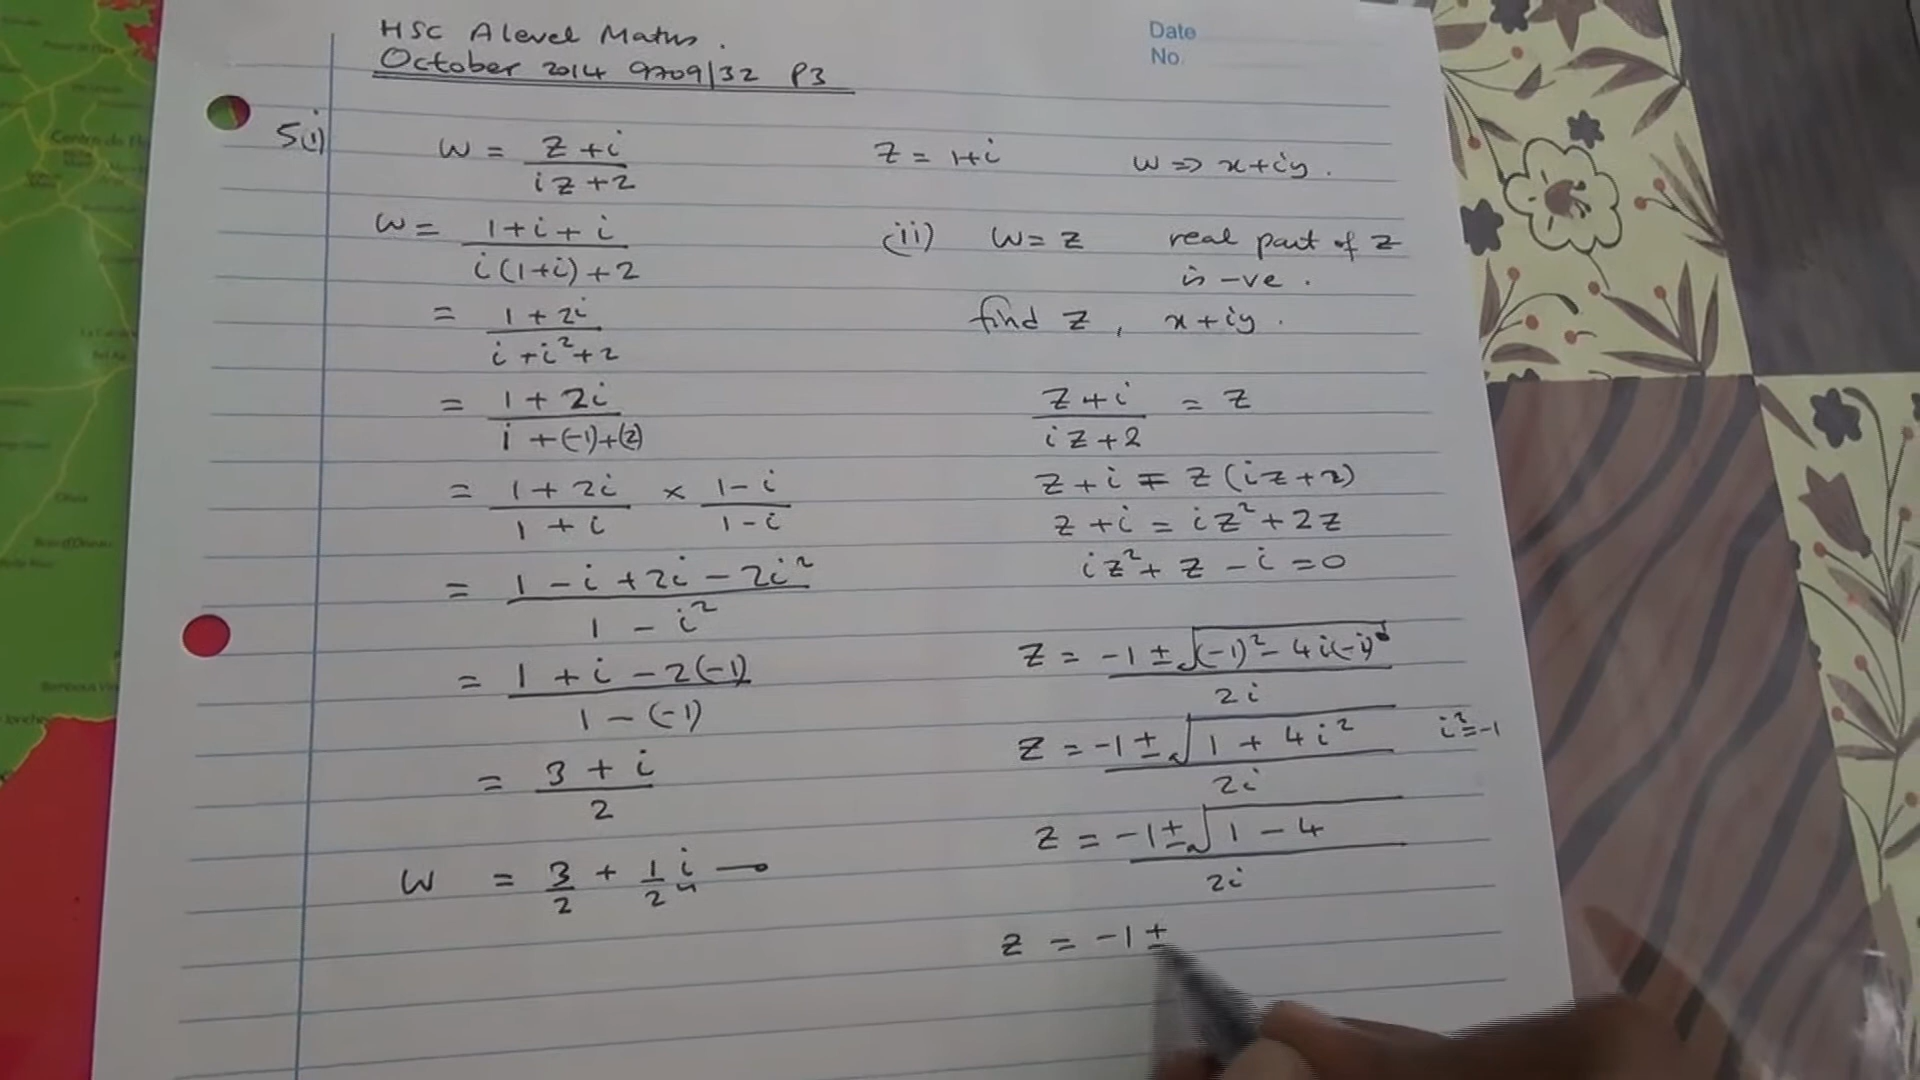 HSC A level Maths.
October 2014 9709/32 P3
Date
No.
5(i)
w = (z + i)/(iz + 2)
z = 1+i
w => x+iy.
w = (1+i+i)/(i(1+i)+2)
= (1+2i)/(i+i²+2)
= (1+2i)/(i+(-1)+(2))
= (1+2i)/(1+i) × (1-i)/(1-i)
= (1-i+2i-2i²)/(1-i²)
= (1+i-2(-1))/(1-(-1))
= (3+i)/2
w = 3/2 + 1/2 i
(ii) w = z real part of z
is -ve.
find z, x+iy.
(z+i)/(iz+2) = z
z+i = z(iz+2)
z+i = iz²+2z
iz²+z-i=0
z = (-1±√((-1)²-4i(-i)))/(2i)
z = (-1±√(1+4i²))/(2i) i²=-1
z = (-1±√(1-4))/(2i)
z = -1±